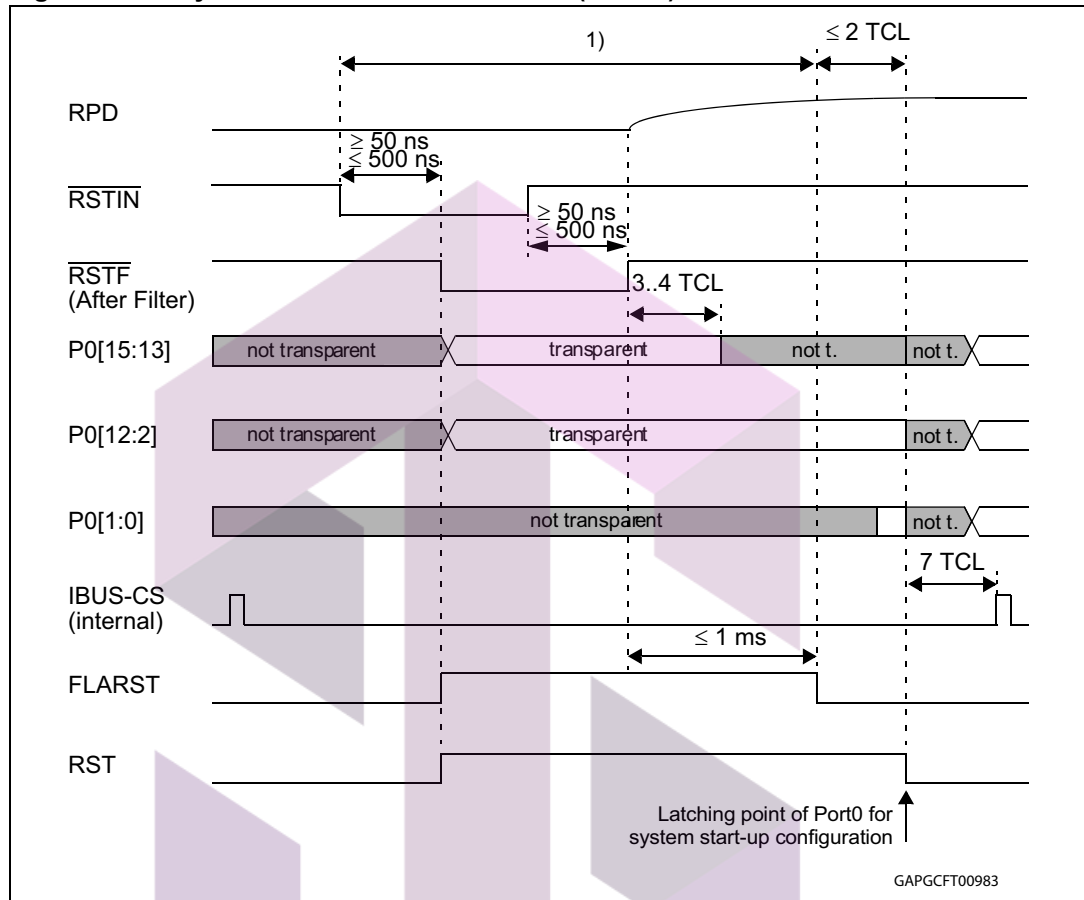 1)
≤ 2 TCL
RPD
≥ 50 ns
≤ 500 ns
RSTIN
≥ 50 ns
≤ 500 ns
RSTF
(After Filter)
3..4 TCL
P0[15:13]
not transparent
transparent
not t.
not t.
P0[12:2]
not transparent
transparent
not t.
P0[1:0]
not transparent
not t.
7 TCL
IBUS-CS
(internal)
≤ 1 ms
FLARST
RST
Latching point of Port0 for
system start-up configuration
GAPGCFT00983